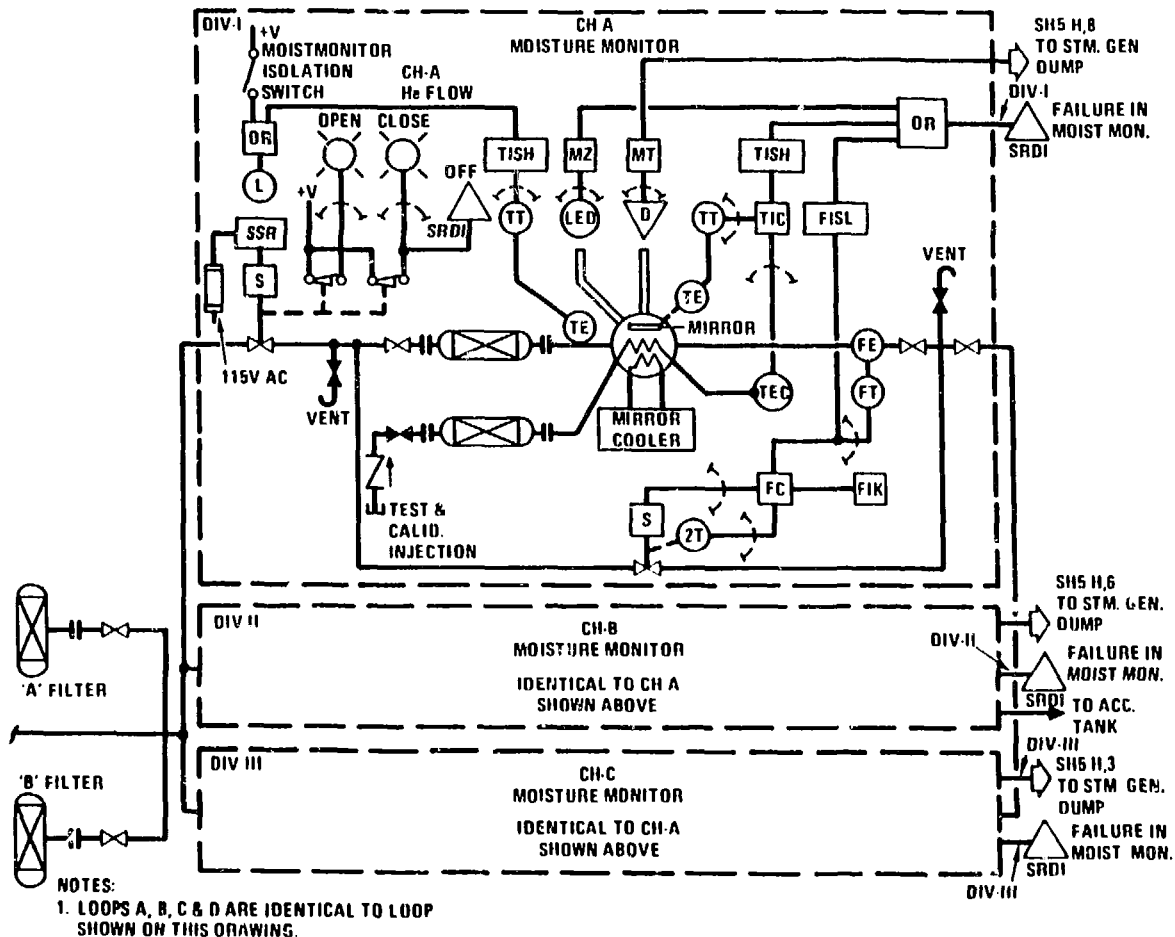 DIV-I
CH A
MOISTURE MONITOR
SH5 H,8
TO STM. GEN
DUMP
+V
MOISTMONITOR
ISOLATION
SWITCH
CH-A
He FLOW
DIV-I
OPEN
CLOSE
OR
TISH
MZ
MT
TISH
OR
FAILURE IN
MOIST MON.
SRDI
L
OFF
+V
SRDI
TT
LED
D
TT
TIC
FISL
SSR
S
VENT
TE
TE
MIRROR
FE
115V AC
VENT
TEC
FT
MIRROR
COOLER
TEST &
CALID.
INJECTION
S
FC
FIK
2T
SH5 H,6
TO STM. GEN.
DUMP
DIV II
CH-B
MOISTURE MONITOR
DIV-II
FAILURE IN
MOIST MON.
IDENTICAL TO CH A
SHOWN ABOVE
SRDI
'A' FILTER
TO ACC.
TANK
DIV-III
DIV III
CH-C
MOISTURE MONITOR
SH5 H,3
TO STM GEN.
DUMP
'B' FILTER
IDENTICAL TO CH-A
SHOWN ABOVE
FAILURE IN
MOIST MON.
SRDI
DIV-III
NOTES:
1. LOOPS A, B, C & D ARE IDENTICAL TO LOOP
SHOWN ON THIS DRAWING.